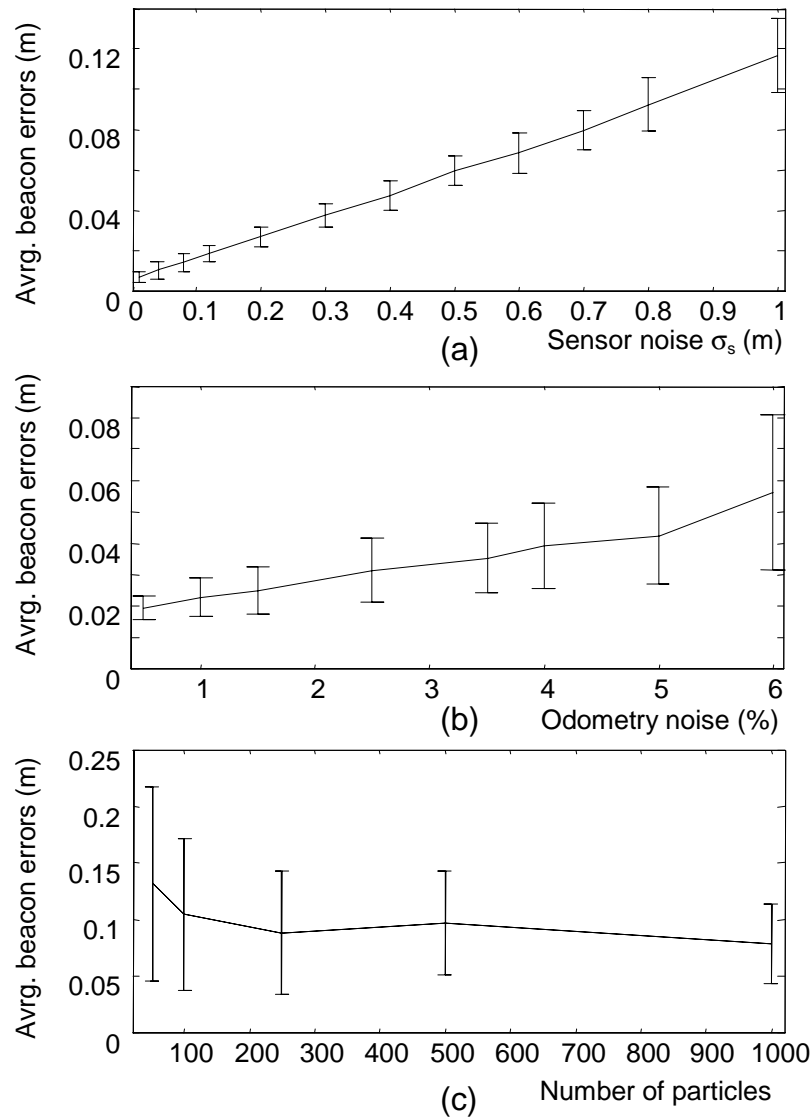 Avrg. beacon errors (m)
0.12
0.08
0.04
0
0 0.1 0.2 0.3 0.4 0.5 0.6 0.7 0.8 0.9 1
(a)
Sensor noise σs (m)
Avrg. beacon errors (m)
0.08
0.06
0.04
0.02
0
1 2 3 4 5 6
(b)
Odometry noise (%)
Avrg. beacon errors (m)
0.25
0.2
0.15
0.1
0.05
0
100 200 300 400 500 600 700 800 900 1000
(c)
Number of particles